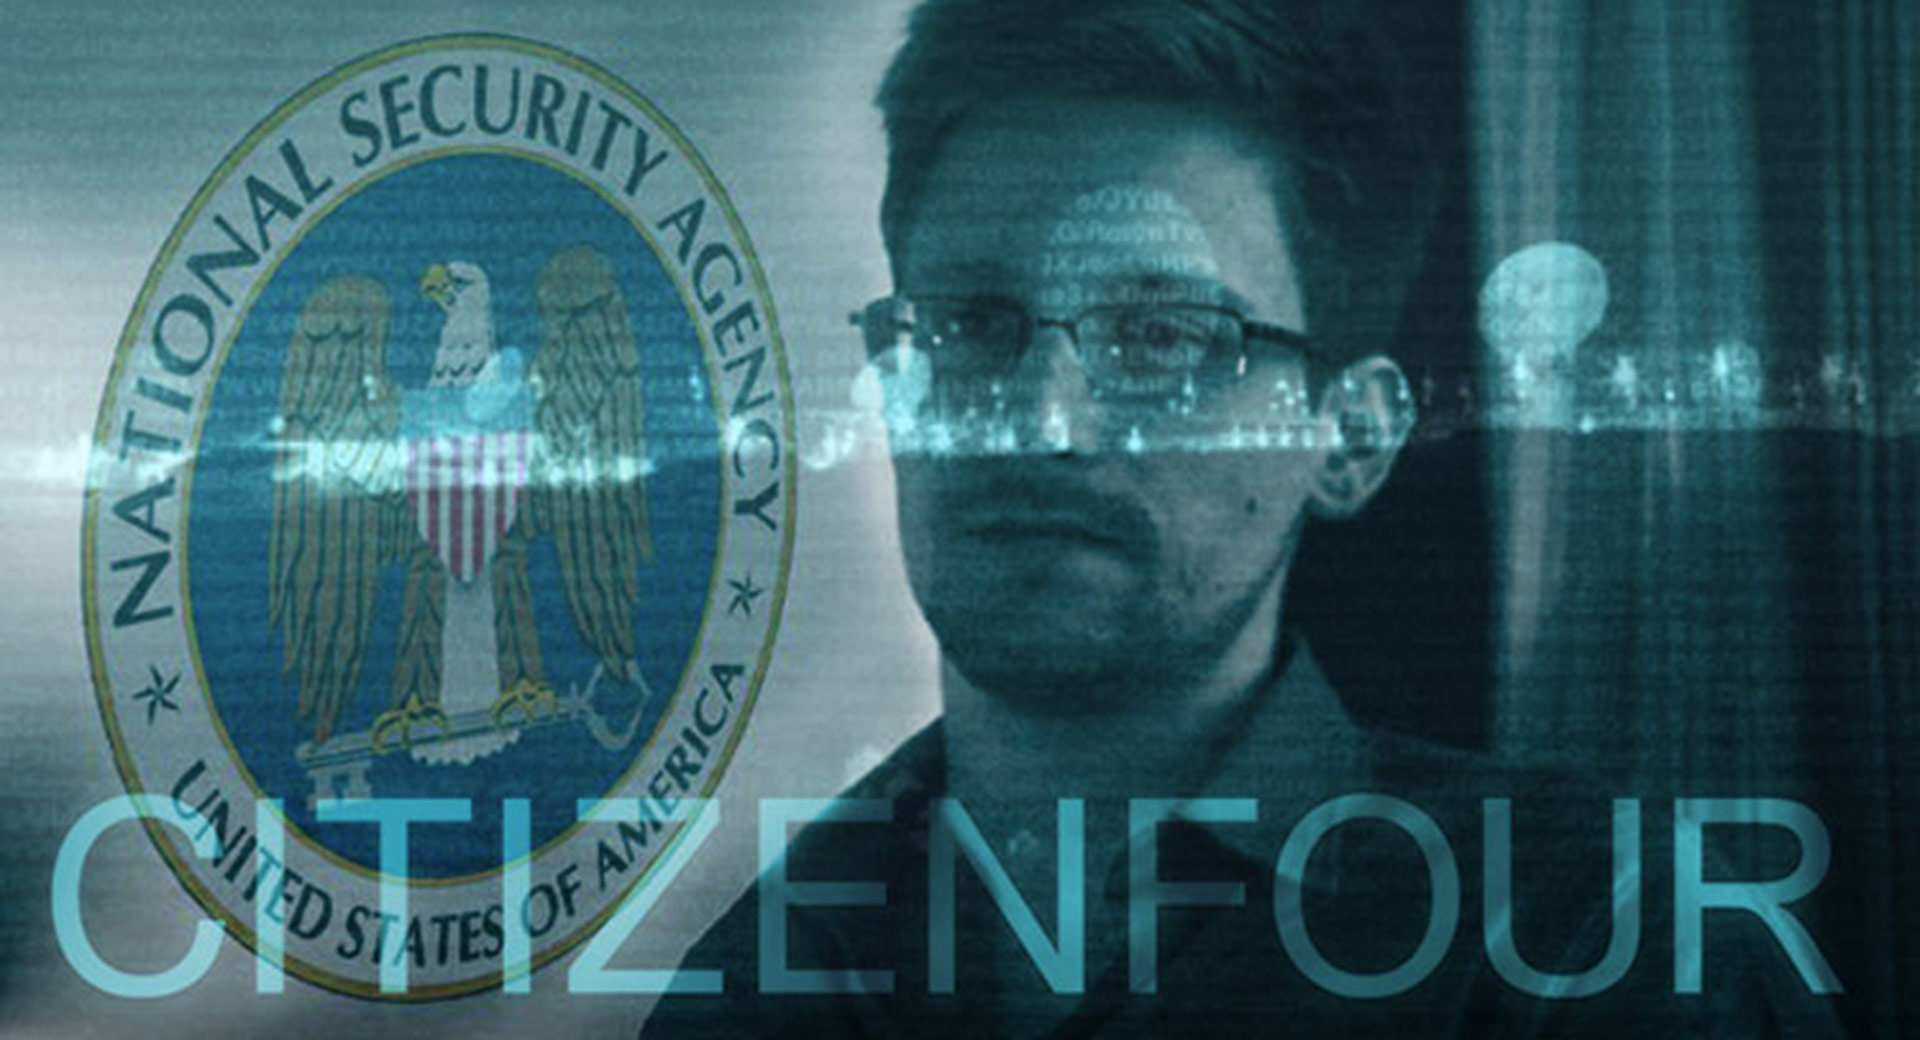 NATIONAL SECURITY AGENCY
UNITED STATES OF AMERICA
CITIZENFOUR